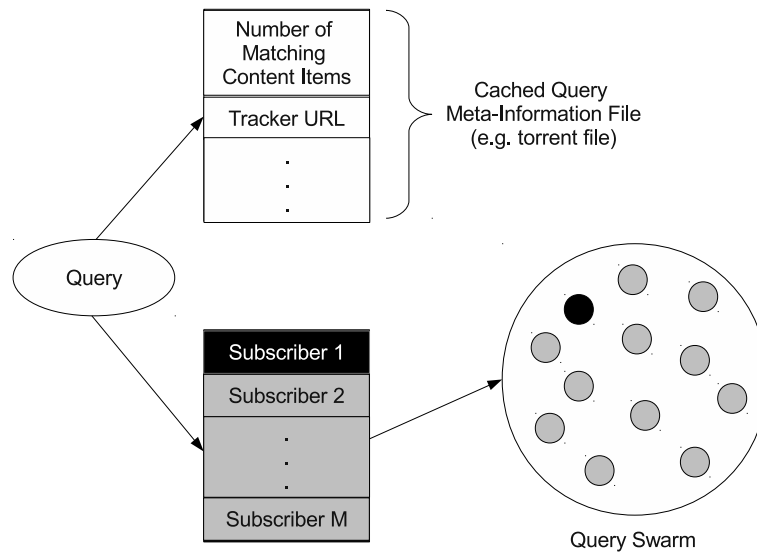 Number of
Matching
Content Items
Tracker URL
.
.
.
Cached Query
Meta-Information File
(e.g. torrent file)
Query
Subscriber 1
Subscriber 2
.
.
.
Subscriber M
Query Swarm